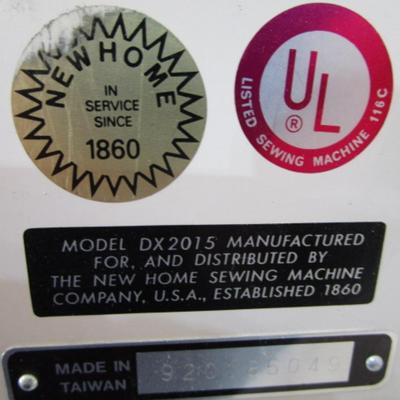 NEW HOME
IN
SERVICE
SINCE
1860
UL
®
LISTED SEWING MACHINE 116C
MODEL DX2015 MANUFACTURED
FOR, AND DISTRIBUTED BY
THE NEW HOME SEWING MACHINE
COMPANY, U.S.A., ESTABLISHED 1860
MADE IN
TAIWAN